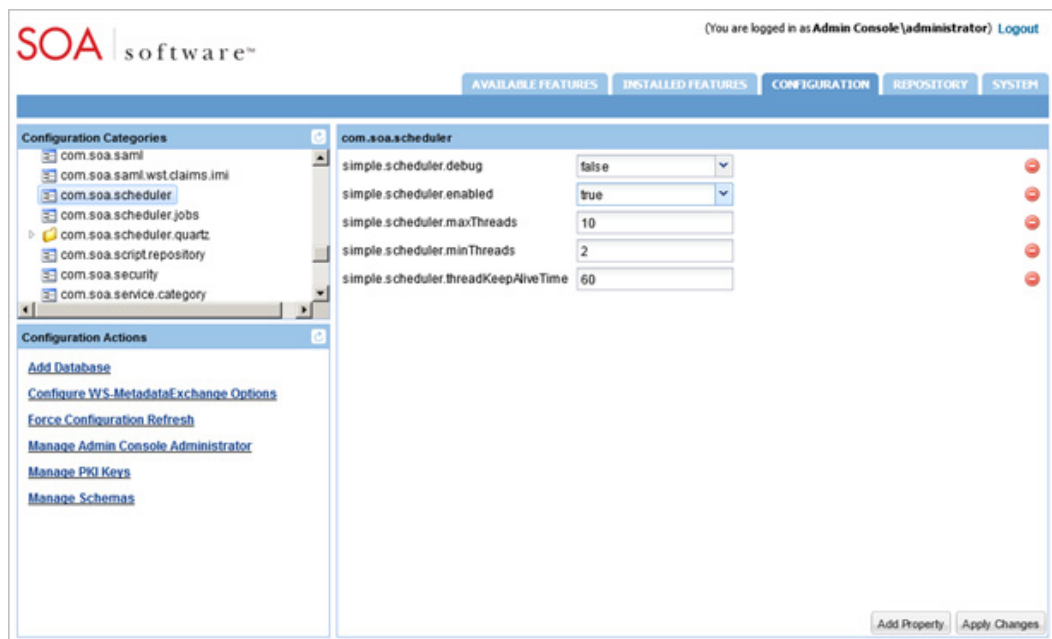 (You are logged in as Admin Console\administrator) Logout
SOA software™
AVAILABLE FEATURES INSTALLED FEATURES CONFIGURATION REPOSITORY SYSTEM
Configuration Categories
com.soa.saml
com.soa.saml.wst.claims.imi
com.soa.scheduler
com.soa.scheduler.jobs
com.soa.scheduler.quartz
com.soa.script.repository
com.soa.security
com.soa.service.category
Configuration Actions
Add Database
Configure WS-MetadataExchange Options
Force Configuration Refresh
Manage Admin Console Administrator
Manage PKI Keys
Manage Schemas
com.soa.scheduler
simple.scheduler.debug false
simple.scheduler.enabled true
simple.scheduler.maxThreads 10
simple.scheduler.minThreads 2
simple.scheduler.threadKeepAliveTime 60
Add Property Apply Changes